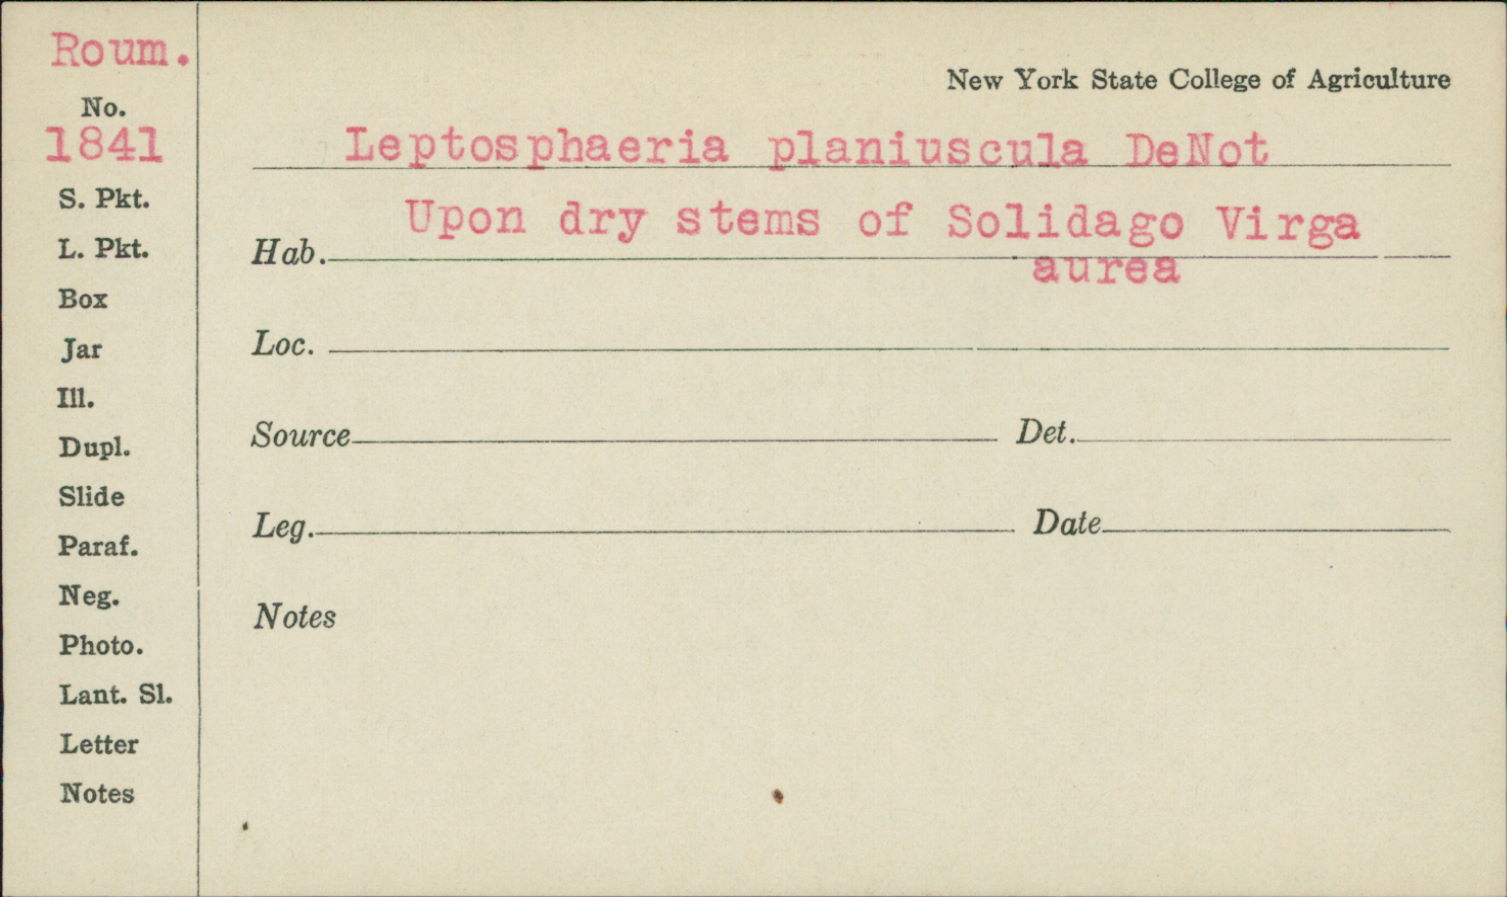 Roum.
No.
1841
S. Pkt.
L. Pkt.
Box
Jar
Ill.
Dupl.
Slide
Paraf.
Neg.
Photo.
Lant. Sl.
Letter
Notes
New York State College of Agriculture
Leptosphaeria planiuscula DeNot
Upon dry stems of Solidago Virga
Hab.
aurea
Loc.
Source Det.
Leg. Date
Notes